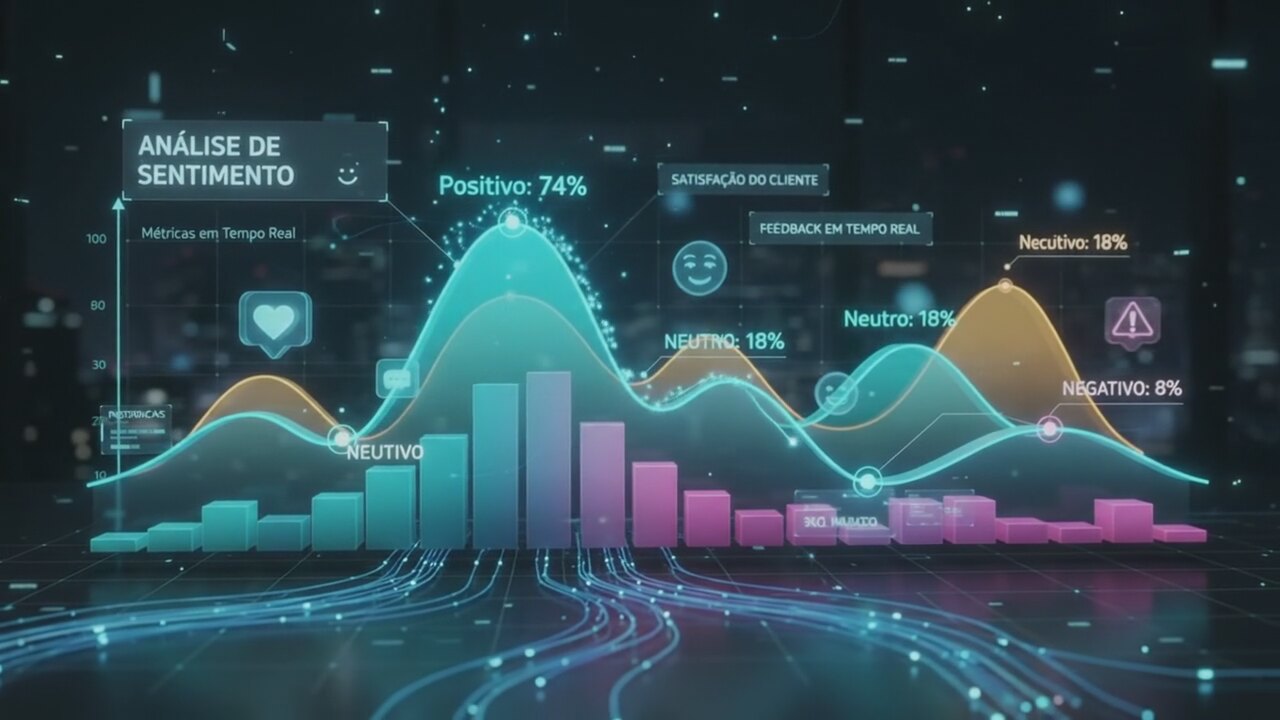 ANÁLISE DE
SENTIMENTO
Positivo: 74%
SATISFAÇÃO DO CLIENTE
FEEDBACK EM TEMPO REAL
Métricas em Tempo Real
100
Necutivo: 18%
80
Neutro: 18%
NEUTRO: 18%
30
NEGATIVO: 8%
NEUTIVO
10